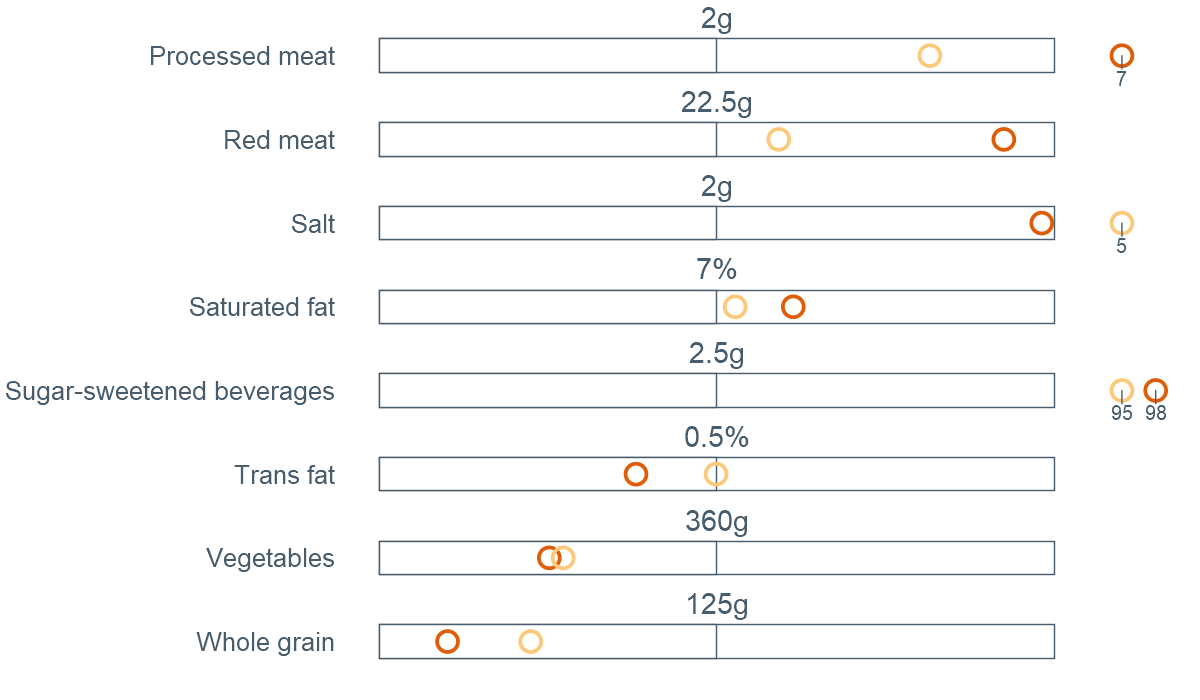 2g
Processed meat
7
22.5g
Red meat
2g
Salt
5
7%
Saturated fat
2.5g
Sugar-sweetened beverages
95 98
0.5%
Trans fat
360g
Vegetables
125g
Whole grain